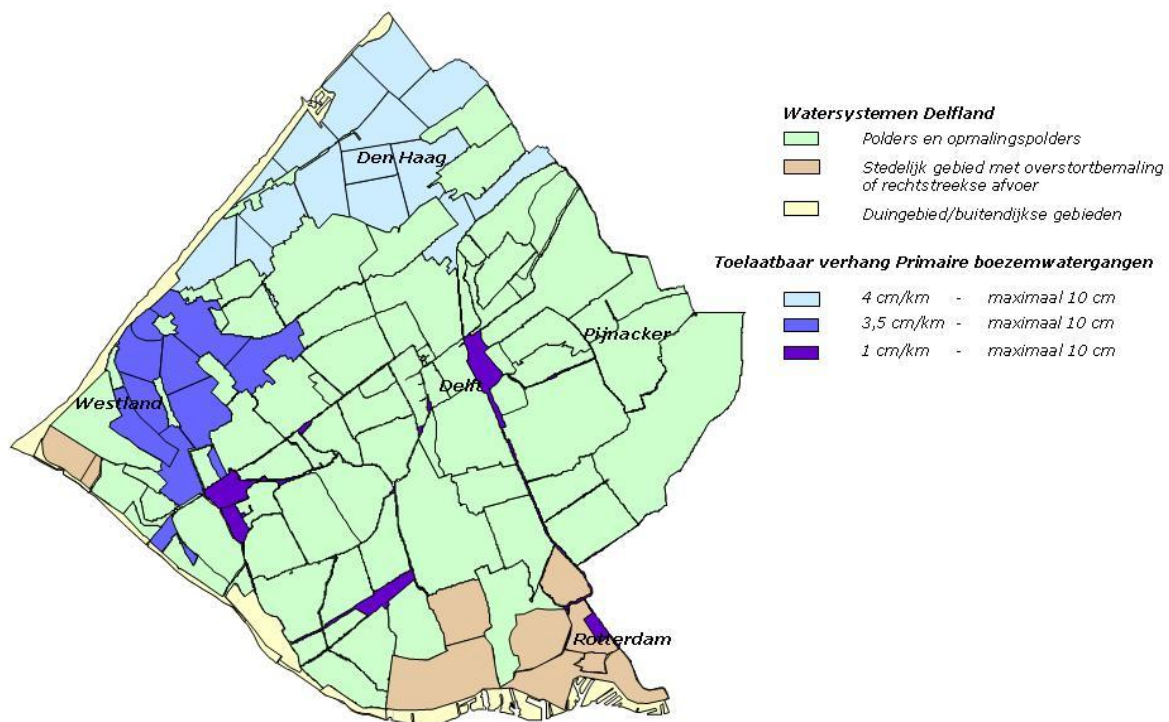 Den Haag
Pijnacker
Delft
Westland
Rotterdam
Watersystemen Delfland
Polders en opmalingspolders
Stedelijk gebied met overstortbemaling
of rechtstreekse afvoer
Duingebied/buitendijkse gebieden
Toelaatbaar verhang Primaire boezemwatergangen
4 cm/km - maximaal 10 cm
3,5 cm/km - maximaal 10 cm
1 cm/km - maximaal 10 cm